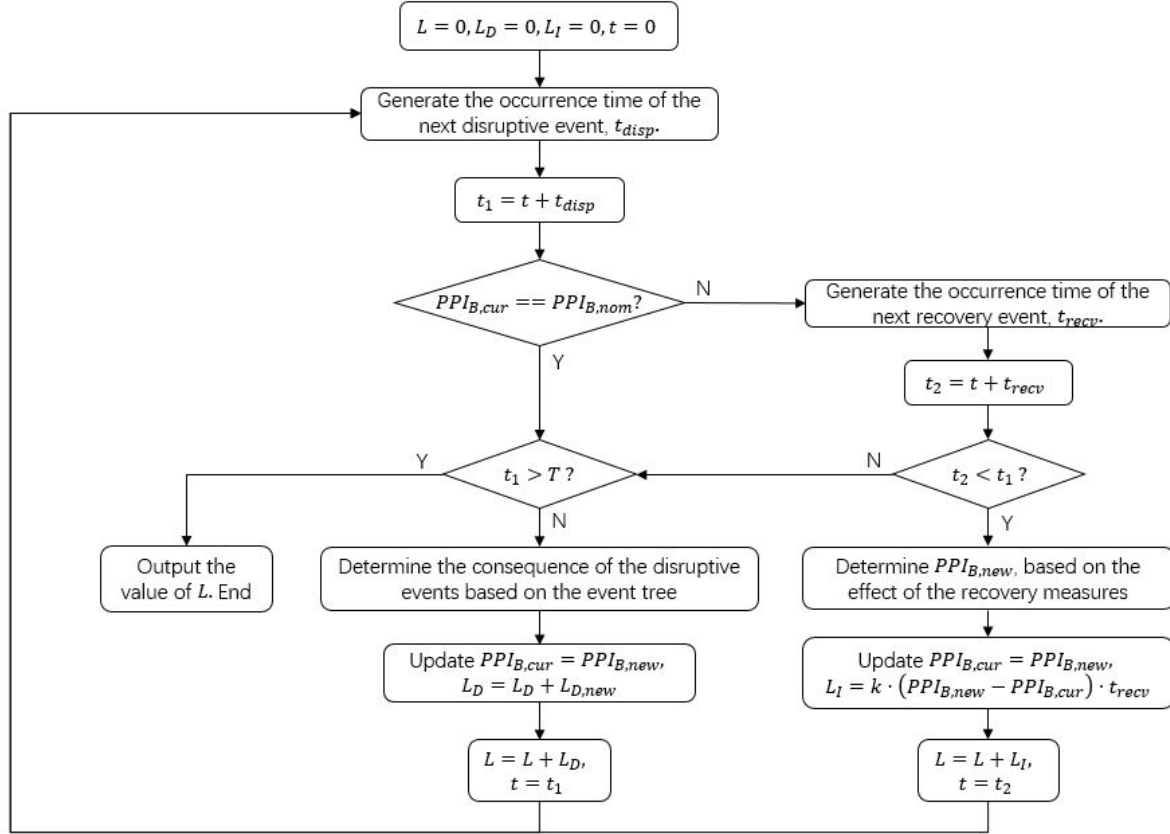 L = 0, L_D = 0, L_I = 0, t = 0
Generate the occurrence time of the
next disruptive event, t_disp.
t_1 = t + t_disp
PPI_B,cur == PPI_B,nom?
N
Generate the occurrence time of the
next recovery event, t_recv.
Y
t_2 = t + t_recv
Y
t_1 > T ?
N
t_2 < t_1 ?
N
Y
Output the
value of L. End
Determine the consequence of the disruptive
events based on the event tree
Determine PPI_B,new, based on the
effect of the recovery measures
Update PPI_B,cur = PPI_B,new,
L_D = L_D + L_D,new
Update PPI_B,cur = PPI_B,new,
L_I = k · (PPI_B,new − PPI_B,cur) · t_recv
L = L + L_D,
t = t_1
L = L + L_I,
t = t_2